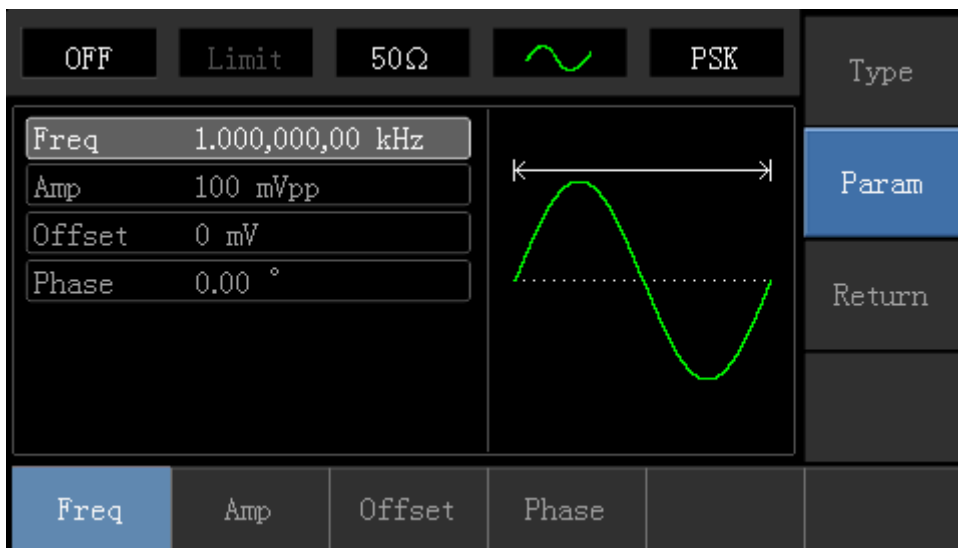 OFF Limit 50Ω PSK
Type
Freq 1.000,000,00 kHz
Amp 100 mVpp
Param
Offset 0 mV
Phase 0.00 °
Return
Freq Amp Offset Phase